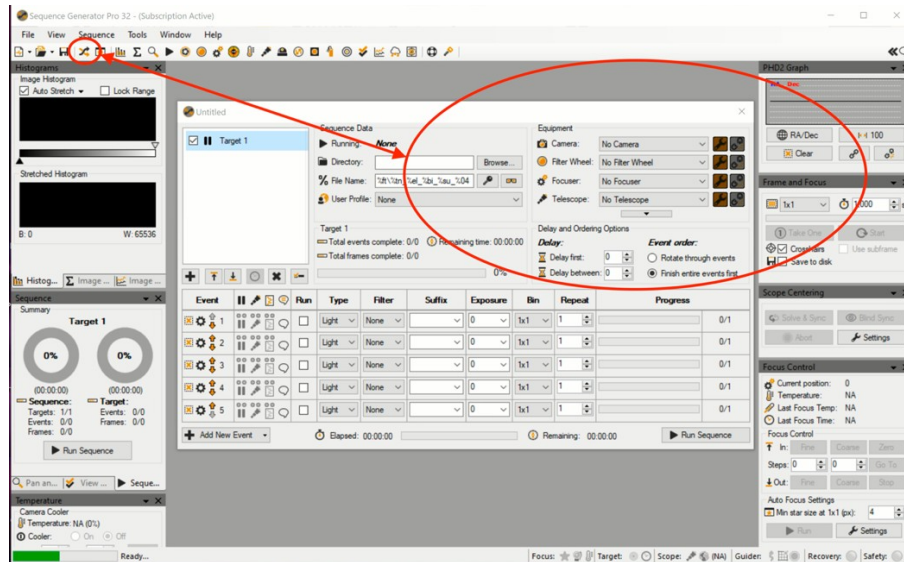 Sequence Generator Pro 32 - (Subscription Active)
File View Sequence Tools Window Help
Histograms
Image Histogram
Auto Stretch Lock Range
Stretched Histogram
B: 0 W: 65536
Histog... Image ... Image ...
Sequence
Summary
Target 1
0% 0%
(00:00:00) (00:00:00)
Sequence: Target:
Targets: 1/1 Events: 0/0
Events: 0/0 Frames: 0/0
Frames: 0/0
Run Sequence
Pan an... View ... Seque...
Temperature
Camera Cooler
Temperature: NA (0%)
Cooler: On Off
Ready...
Untitled
Target 1
Sequence Data
Running: None
Directory: Browse...
File Name: %ft\%tn_%el_%bi_%su_%04
User Profile: None
Equipment
Camera: No Camera
Filter Wheel: No Filter Wheel
Focuser: No Focuser
Telescope: No Telescope
Target 1
Total events complete: 0/0 Remaining time: 00:00:00
Total frames complete: 0/0
0%
Delay and Ordering Options
Delay: Event order:
Delay first: 0 Rotate through events
Delay between: 0 Finish entire events first
Event Run Type Filter Suffix Exposure Bin Repeat Progress
1 Light None 0 1x1 1 0/1
2 Light None 0 1x1 1 0/1
3 Light None 0 1x1 1 0/1
4 Light None 0 1x1 1 0/1
5 Light None 0 1x1 1 0/1
Add New Event Elapsed: 00:00:00 Remaining: 00:00:00 Run Sequence
PHD2 Graph
RA Dec
RA/Dec 100
Clear
Frame and Focus
1x1 1.000 s
Take One Start
Crosshairs Use subframe
Save to disk
Scope Centering
Solve & Sync Blind Sync
Abort Settings
Focus Control
Current position: 0
Temperature: NA
Last Focus Temp: NA
Last Focus Time: NA
Focus Control
In: Fine Coarse Zero
Steps: 0 0 Go To
Out: Fine Coarse Stop
Auto Focus Settings
Min star size at 1x1 (px): 4
Run Settings
Focus: Target: Scope: (NA) Guider: Recovery: Safety: